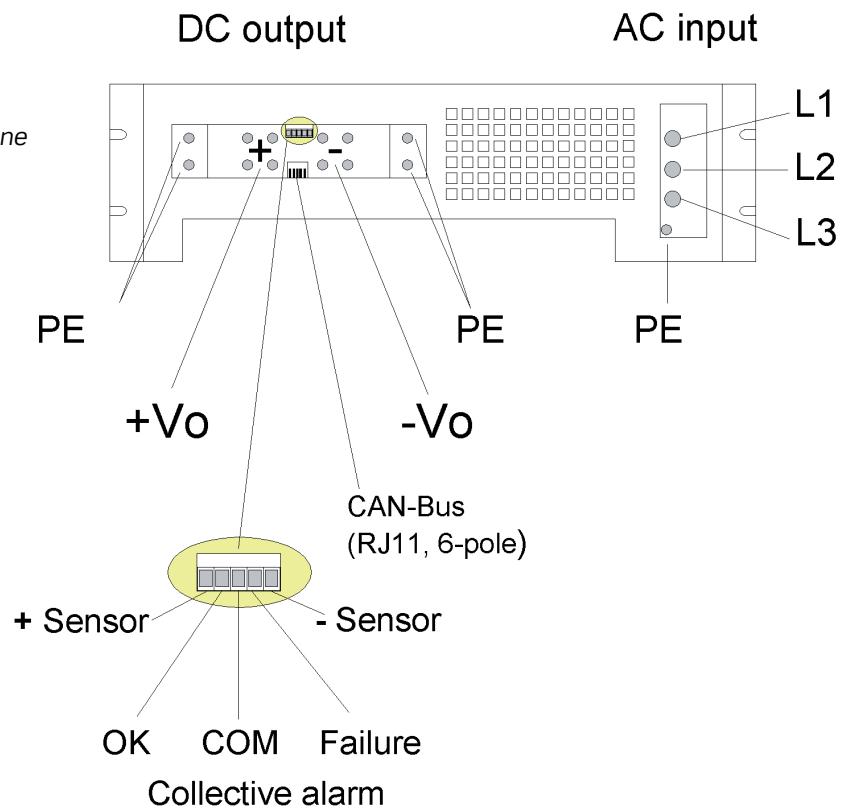 DC output
AC input
ne
+
-
L1
L2
L3
PE
PE
PE
+Vo
-Vo
CAN-Bus
(RJ11, 6-pole)
+ Sensor
- Sensor
OK
COM
Failure
Collective alarm